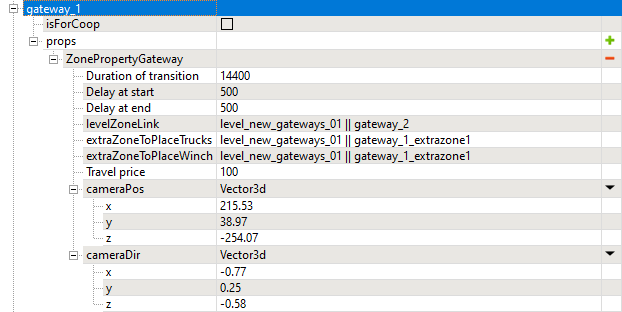 gateway_1
isForCoop
props
ZonePropertyGateway
Duration of transition 14400
Delay at start 500
Delay at end 500
levelZoneLink level_new_gateways_01 || gateway_2
extraZoneToPlaceTrucks level_new_gateways_01 || gateway_1_extrazone1
extraZoneToPlaceWinch level_new_gateways_01 || gateway_1_extrazone1
Travel price 100
cameraPos Vector3d
x 215.53
y 38.97
z -254.07
cameraDir Vector3d
x -0.77
y 0.25
z -0.58